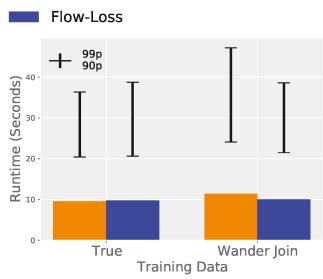 Flow-Loss
99p
90p
40
30
20
10
0
Runtime (Seconds)
True
Wander Join
Training Data